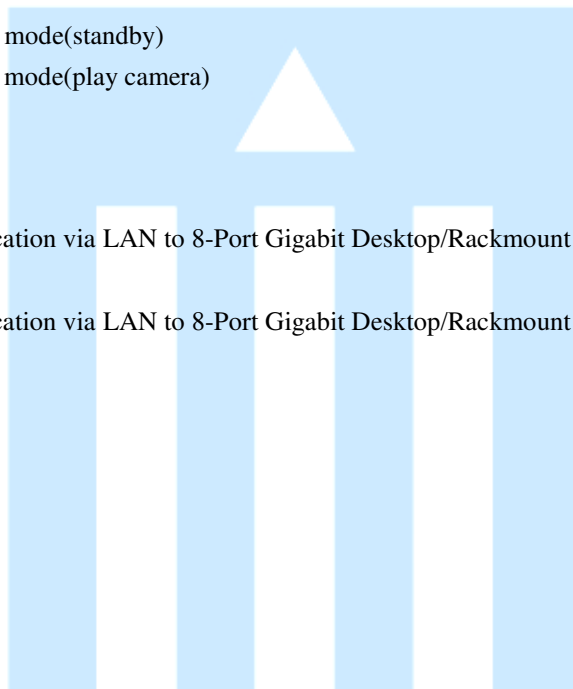 mode(standby)
mode(play camera)
cation via LAN to 8-Port Gigabit Desktop/Rackmount
cation via LAN to 8-Port Gigabit Desktop/Rackmount